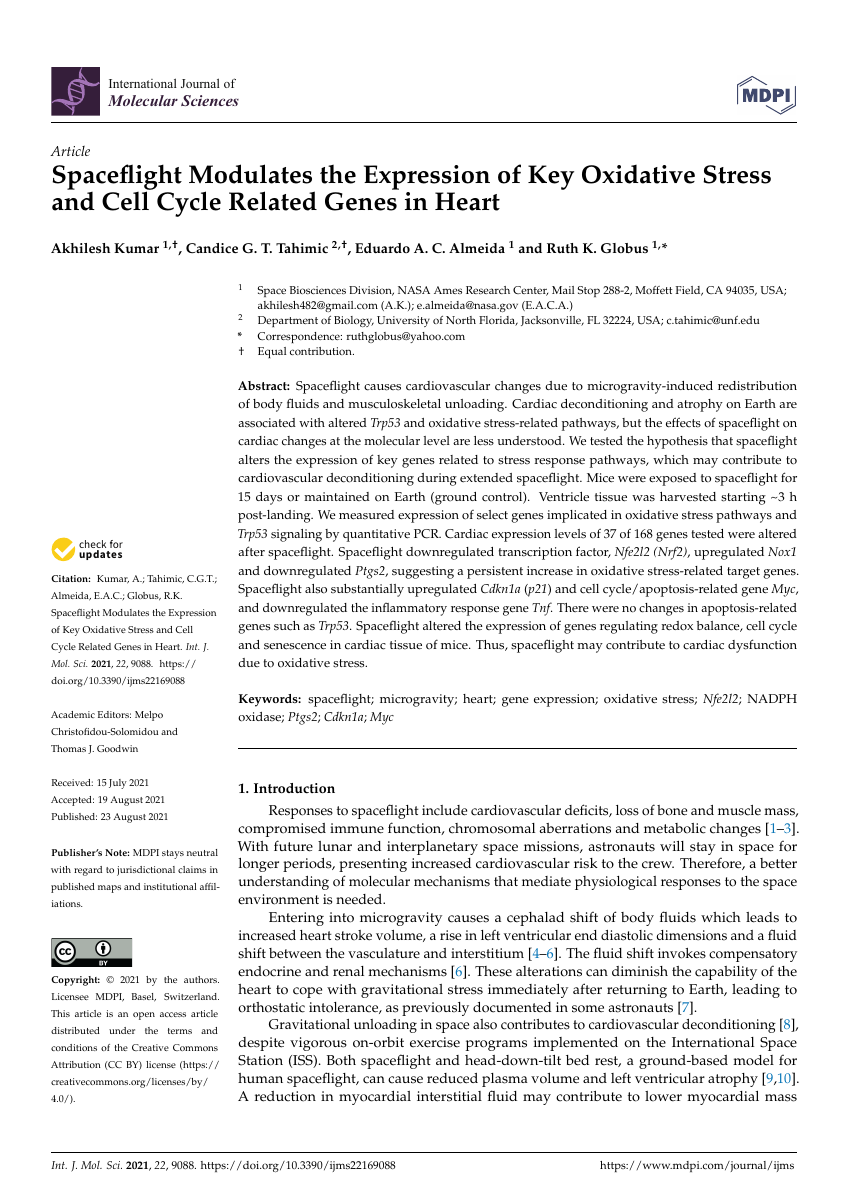 International Journal of
Molecular Sciences
MDPI
Article
Spaceflight Modulates the Expression of Key Oxidative Stress
and Cell Cycle Related Genes in Heart
Akhilesh Kumar 1,†, Candice G. T. Tahimic 2,†, Eduardo A. C. Almeida 1 and Ruth K. Globus 1,*
1 Space Biosciences Division, NASA Ames Research Center, Mail Stop 288-2, Moffett Field, CA 94035, USA;
akhilesh482@gmail.com (A.K.); e.almeida@nasa.gov (E.A.C.A.)
2 Department of Biology, University of North Florida, Jacksonville, FL 32224, USA; c.tahimic@unf.edu
* Correspondence: ruthglobus@yahoo.com
† Equal contribution.
Abstract: Spaceflight causes cardiovascular changes due to microgravity-induced redistribution
of body fluids and musculoskeletal unloading. Cardiac deconditioning and atrophy on Earth are
associated with altered Trp53 and oxidative stress-related pathways, but the effects of spaceflight on
cardiac changes at the molecular level are less understood. We tested the hypothesis that spaceflight
alters the expression of key genes related to stress response pathways, which may contribute to
cardiovascular deconditioning during extended spaceflight. Mice were exposed to spaceflight for
15 days or maintained on Earth (ground control). Ventricle tissue was harvested starting ~3 h
post-landing. We measured expression of select genes implicated in oxidative stress pathways and
Trp53 signaling by quantitative PCR. Cardiac expression levels of 37 of 168 genes tested were altered
after spaceflight. Spaceflight downregulated transcription factor, Nfe2l2 (Nrf2), upregulated Nox1
and downregulated Ptgs2, suggesting a persistent increase in oxidative stress-related target genes.
Spaceflight also substantially upregulated Cdkn1a (p21) and cell cycle/apoptosis-related gene Myc,
and downregulated the inflammatory response gene Tnf. There were no changes in apoptosis-related
genes such as Trp53. Spaceflight altered the expression of genes regulating redox balance, cell cycle
and senescence in cardiac tissue of mice. Thus, spaceflight may contribute to cardiac dysfunction
due to oxidative stress.
Keywords: spaceflight; microgravity; heart; gene expression; oxidative stress; Nfe2l2; NADPH
oxidase; Ptgs2; Cdkn1a; Myc
check for
updates
Citation: Kumar, A.; Tahimic, C.G.T.;
Almeida, E.A.C.; Globus, R.K.
Spaceflight Modulates the Expression
of Key Oxidative Stress and Cell
Cycle Related Genes in Heart. Int. J.
Mol. Sci. 2021, 22, 9088. https://
doi.org/10.3390/ijms22169088
Academic Editors: Melpo
Christofidou-Solomidou and
Thomas J. Goodwin
Received: 15 July 2021
Accepted: 19 August 2021
Published: 23 August 2021
Publisher's Note: MDPI stays neutral
with regard to jurisdictional claims in
published maps and institutional affil-
iations.
cc
BY
Copyright: © 2021 by the authors.
Licensee MDPI, Basel, Switzerland.
This article is an open access article
distributed under the terms and
conditions of the Creative Commons
Attribution (CC BY) license (https://
creativecommons.org/licenses/by/
4.0/).
1. Introduction
Responses to spaceflight include cardiovascular deficits, loss of bone and muscle mass,
compromised immune function, chromosomal aberrations and metabolic changes [1–3].
With future lunar and interplanetary space missions, astronauts will stay in space for
longer periods, presenting increased cardiovascular risk to the crew. Therefore, a better
understanding of molecular mechanisms that mediate physiological responses to the space
environment is needed.
Entering into microgravity causes a cephalad shift of body fluids which leads to
increased heart stroke volume, a rise in left ventricular end diastolic dimensions and a fluid
shift between the vasculature and interstitium [4–6]. The fluid shift invokes compensatory
endocrine and renal mechanisms [6]. These alterations can diminish the capability of the
heart to cope with gravitational stress immediately after returning to Earth, leading to
orthostatic intolerance, as previously documented in some astronauts [7].
Gravitational unloading in space also contributes to cardiovascular deconditioning [8],
despite vigorous on-orbit exercise programs implemented on the International Space
Station (ISS). Both spaceflight and head-down-tilt bed rest, a ground-based model for
human spaceflight, can cause reduced plasma volume and left ventricular atrophy [9,10].
A reduction in myocardial interstitial fluid may contribute to lower myocardial mass
Int. J. Mol. Sci. 2021, 22, 9088. https://doi.org/10.3390/ijms22169088
https://www.mdpi.com/journal/ijms